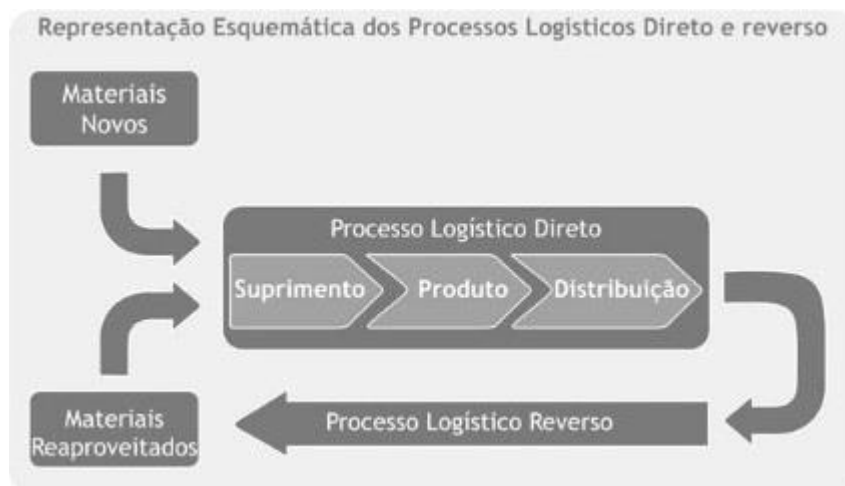 Representação Esquemática dos Processos Logísticos Direto e reverso
Materiais
Novos
Processo Logístico Direto
Suprimento
Produto
Distribuição
Materiais
Reaproveitados
Processo Logístico Reverso